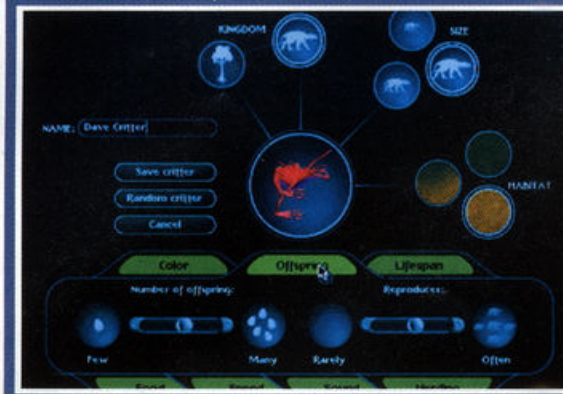 KINGDOM
SIZE
NAME: Dave Critter
Save critter
Random critter
Cancel
HABITAT
Color
Offspring
Lifespan
Number of offspring:
Reproduces:
Few
Many
Rarely
Often
Food
Speed
Sound
Herding